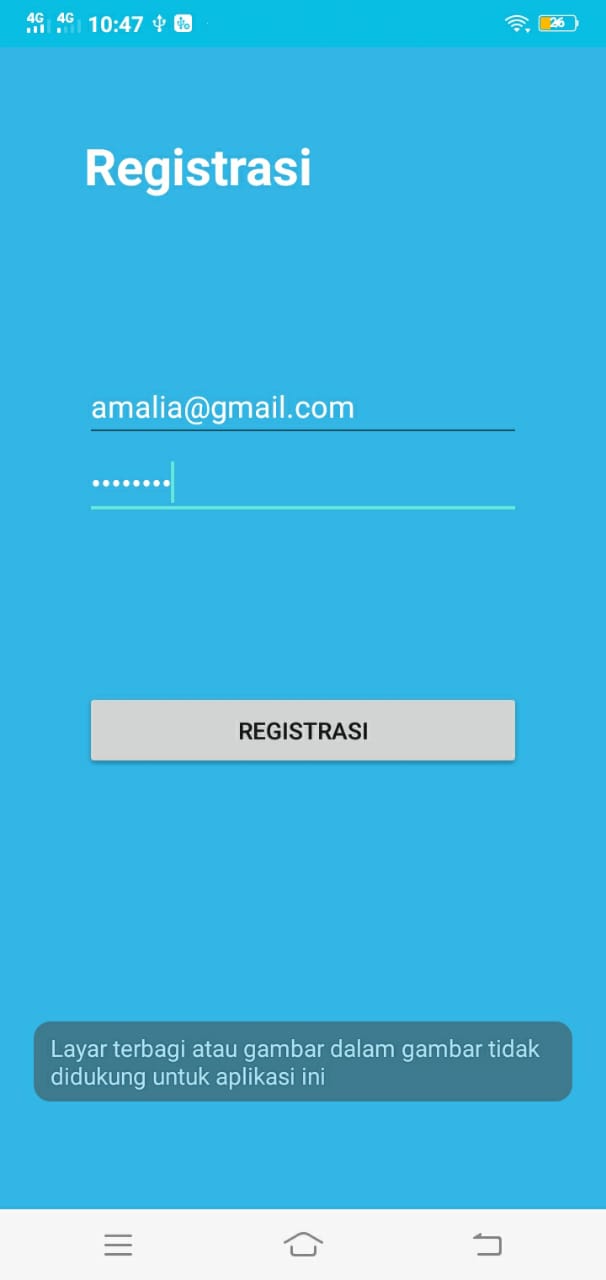 4G 4G 10:47 26
Registrasi
amalia@gmail.com
••••••••
REGISTRASI
Layar terbagi atau gambar dalam gambar tidak
didukung untuk aplikasi ini